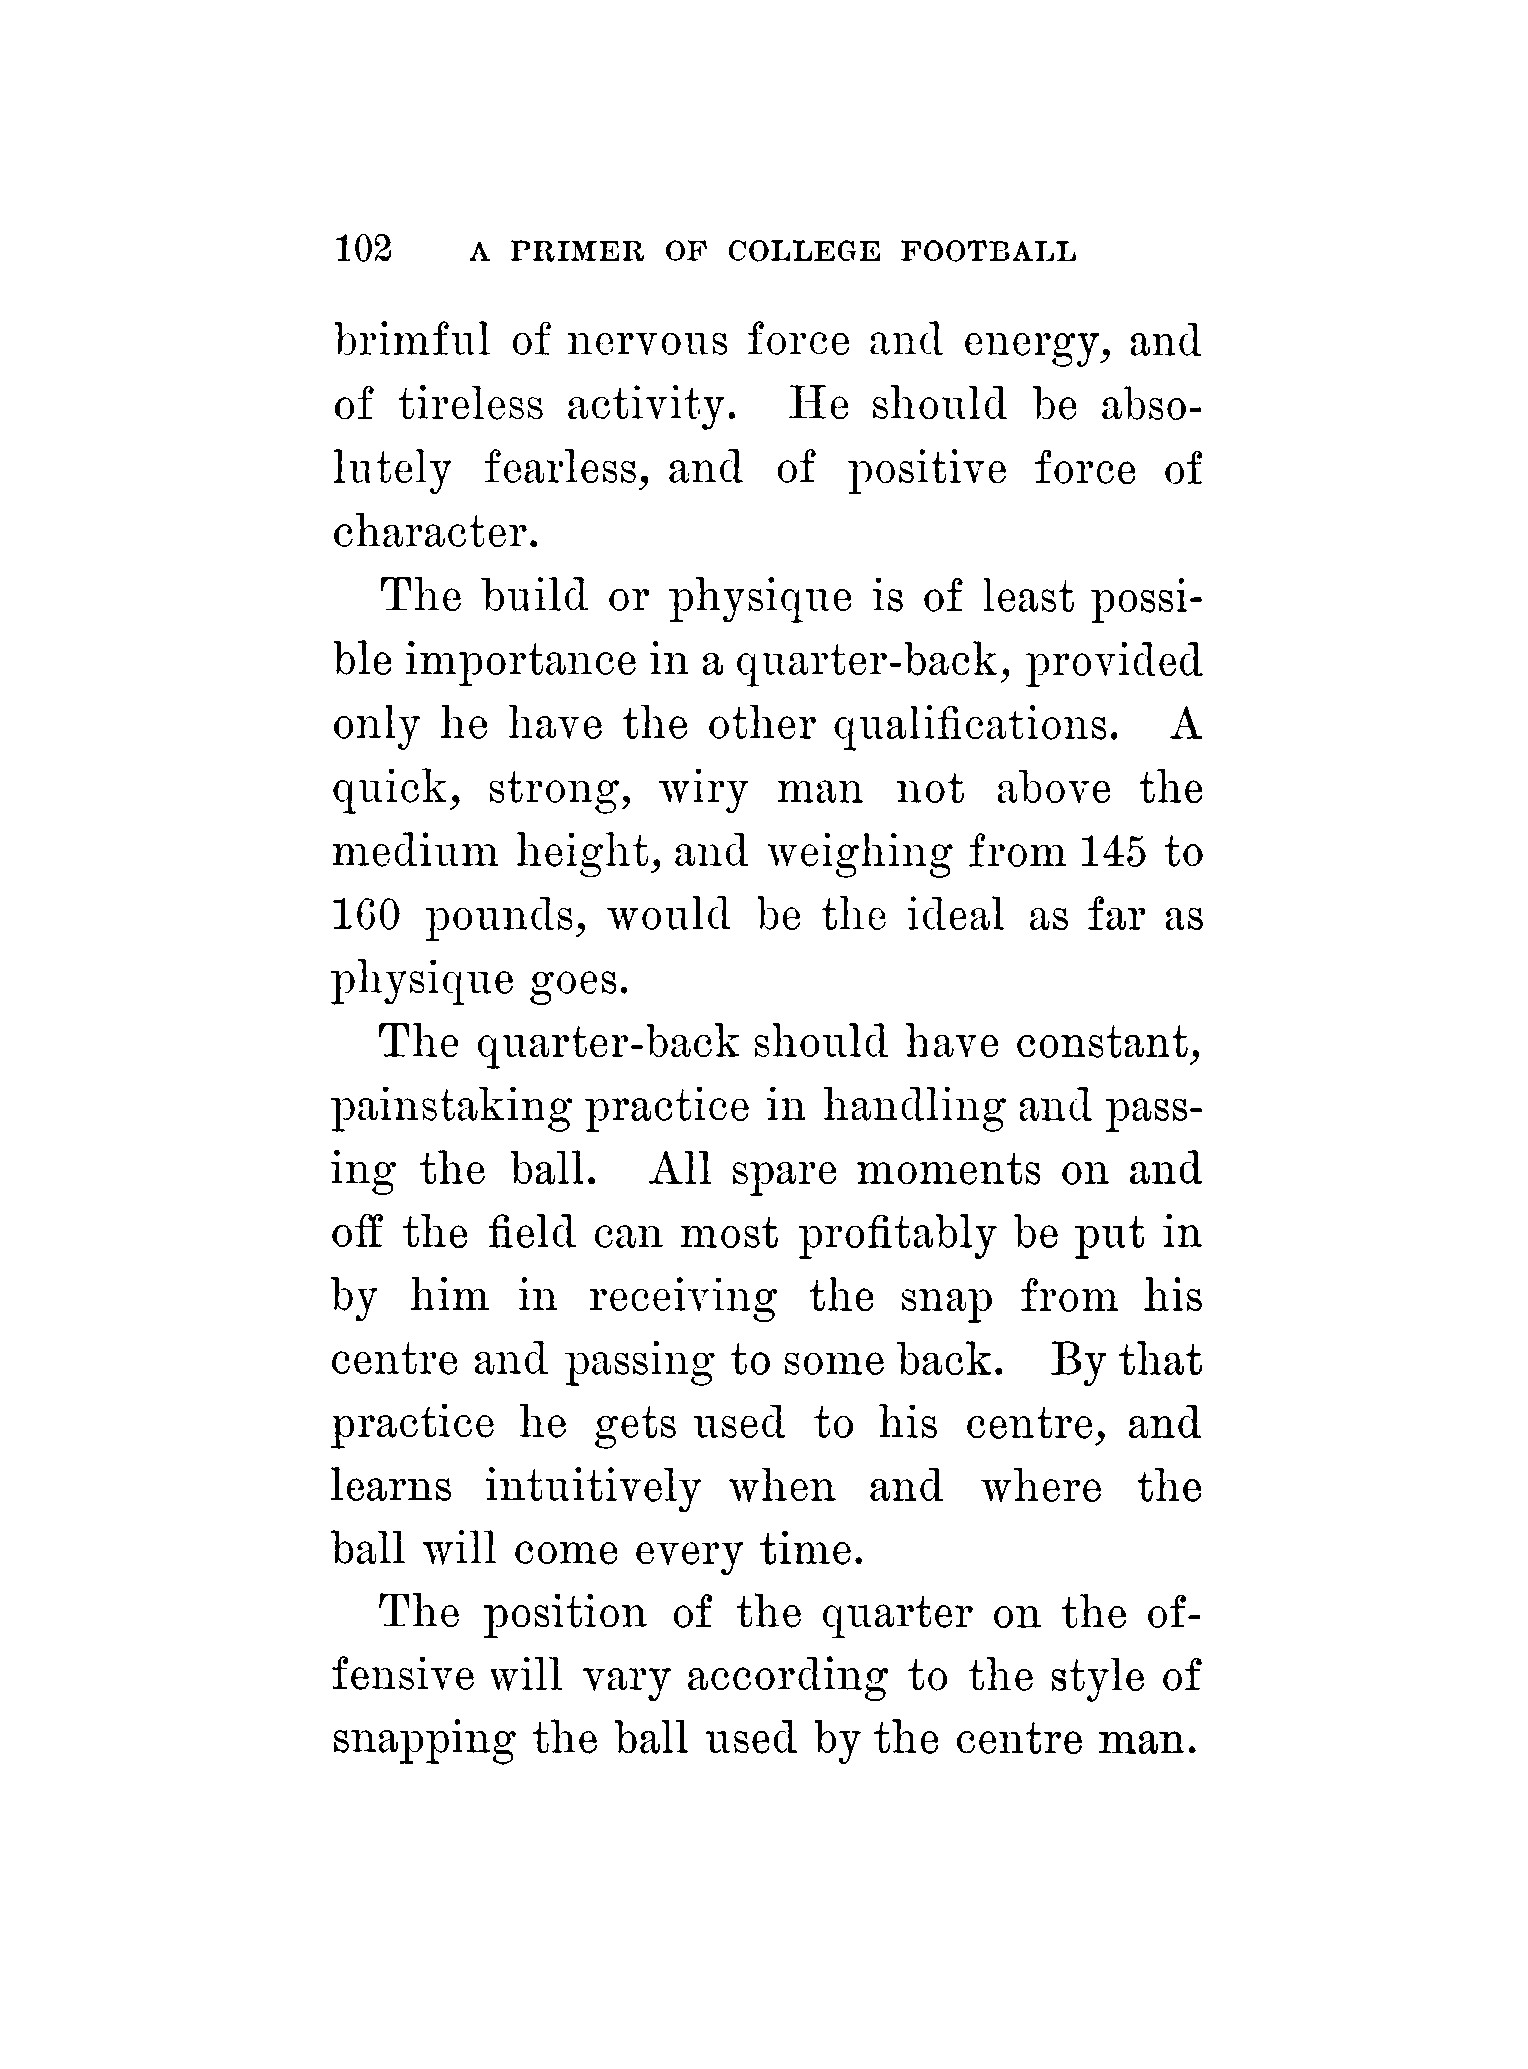 102 A PRIMER OF COLLEGE FOOTBALL
brimful of nervous force and energy, and
of tireless activity. He should be abso-
lutely fearless, and of positive force of
character.
The build or physique is of least possi-
ble importance in a quarter-back, provided
only he have the other qualifications. A
quick, strong, wiry man not above the
medium height, and weighing from 145 to
160 pounds, would be the ideal as far as
physique goes.
The quarter-back should have constant,
painstaking practice in handling and pass-
ing the ball. All spare moments on and
off the field can most profitably be put in
by him in receiving the snap from his
centre and passing to some back. By that
practice he gets used to his centre, and
learns intuitively when and where the
ball will come every time.
The position of the quarter on the of-
fensive will vary according to the style of
snapping the ball used by the centre man.